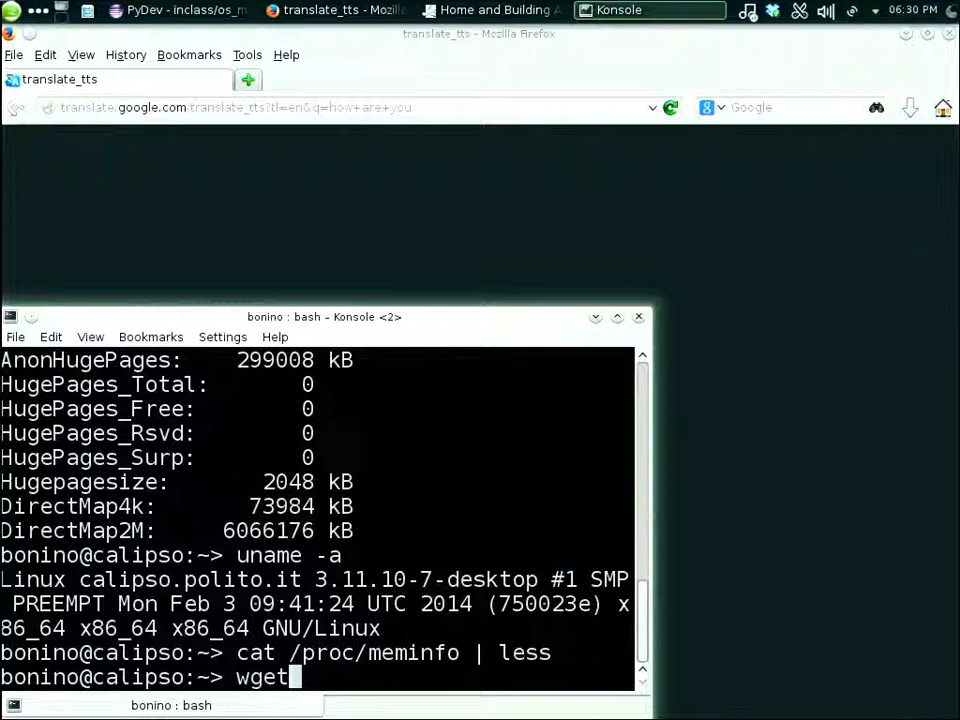 PyDev - inclass/os_m
translate_tts - Mozill
Home and Building A
Konsole
06:30 PM
translate_tts - Mozilla Firefox
File Edit View History Bookmarks Tools Help
translate_tts
translate.google.com/translate_tts?tl=en&q=how+are+you
Google
bonino : bash – Konsole <2>
File Edit View Bookmarks Settings Help
AnonHugePages: 299008 kB
HugePages_Total: 0
HugePages_Free: 0
HugePages_Rsvd: 0
HugePages_Surp: 0
Hugepagesize: 2048 kB
DirectMap4k: 73984 kB
DirectMap2M: 6066176 kB
bonino@calipso:~> uname -a
Linux calipso.polito.it 3.11.10-7-desktop #1 SMP
PREEMPT Mon Feb 3 09:41:24 UTC 2014 (750023e) x
86_64 x86_64 x86_64 GNU/Linux
bonino@calipso:~> cat /proc/meminfo | less
bonino@calipso:~> wget
bonino : bash